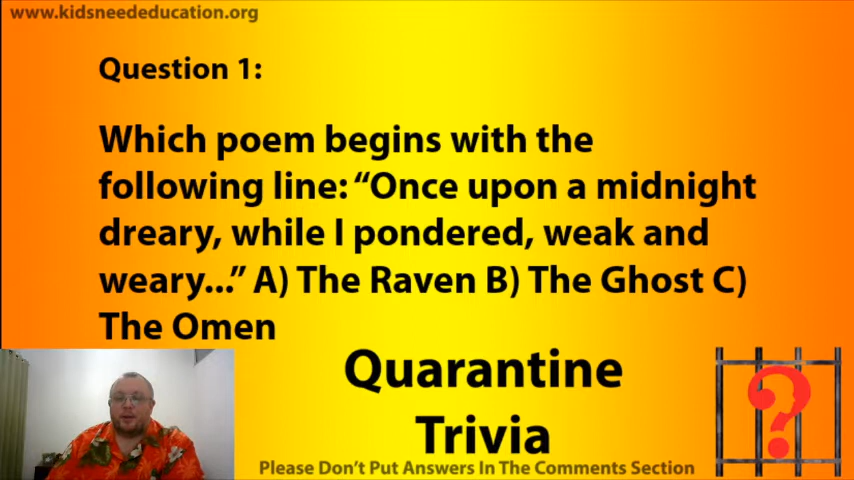 www.kidsneededucation.org
Question 1:
Which poem begins with the
following line: “Once upon a midnight
dreary, while I pondered, weak and
weary...” A) The Raven B) The Ghost C)
The Omen
Quarantine
Trivia
Please Don’t Put Answers In The Comments Section